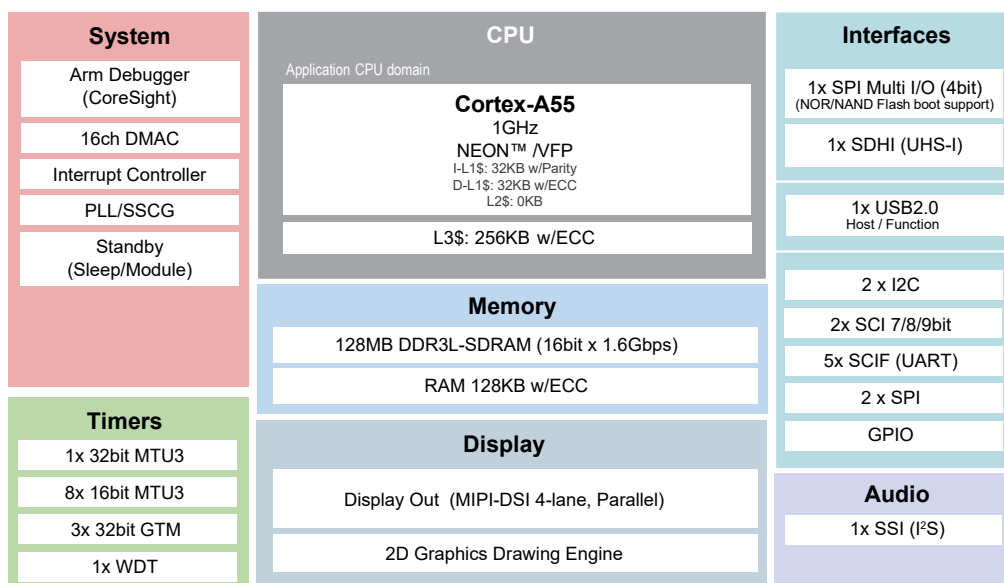 System
Arm Debugger
(CoreSight)
16ch DMAC
Interrupt Controller
PLL/SSCG
Standby
(Sleep/Module)
Timers
1x 32bit MTU3
8x 16bit MTU3
3x 32bit GTM
1x WDT
CPU
Application CPU domain
Cortex-A55
1GHz
NEON™ /VFP
I-L1$: 32KB w/Parity
D-L1$: 32KB w/ECC
L2$: 0KB
L3$: 256KB w/ECC
Memory
128MB DDR3L-SDRAM (16bit x 1.6Gbps)
RAM 128KB w/ECC
Display
Display Out (MIPI-DSI 4-lane, Parallel)
2D Graphics Drawing Engine
Interfaces
1x SPI Multi I/O (4bit)
(NOR/NAND Flash boot support)
1x SDHI (UHS-I)
1x USB2.0
Host / Function
2 x I2C
2x SCI 7/8/9bit
5x SCIF (UART)
2 x SPI
GPIO
Audio
1x SSI (I²S)